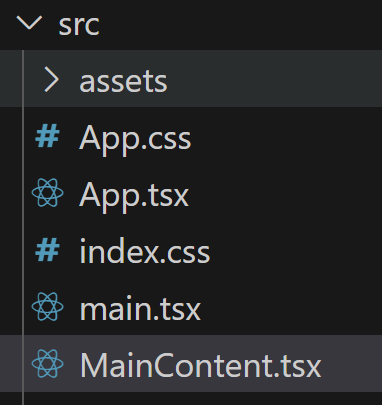 src
assets
# App.css
App.tsx
# index.css
main.tsx
MainContent.tsx